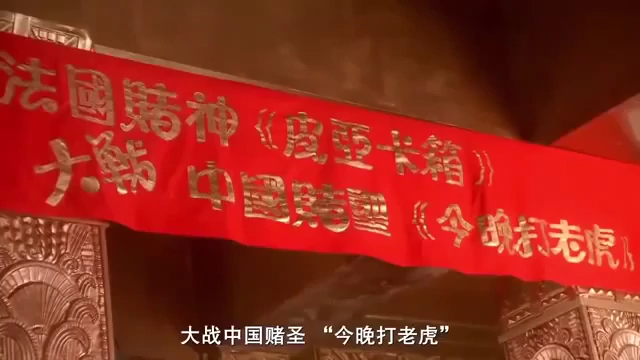 法國賭神《皮亞卡箱》
大戰 中國賭聖《今晚打老虎》
大战中国赌圣 “今晚打老虎”